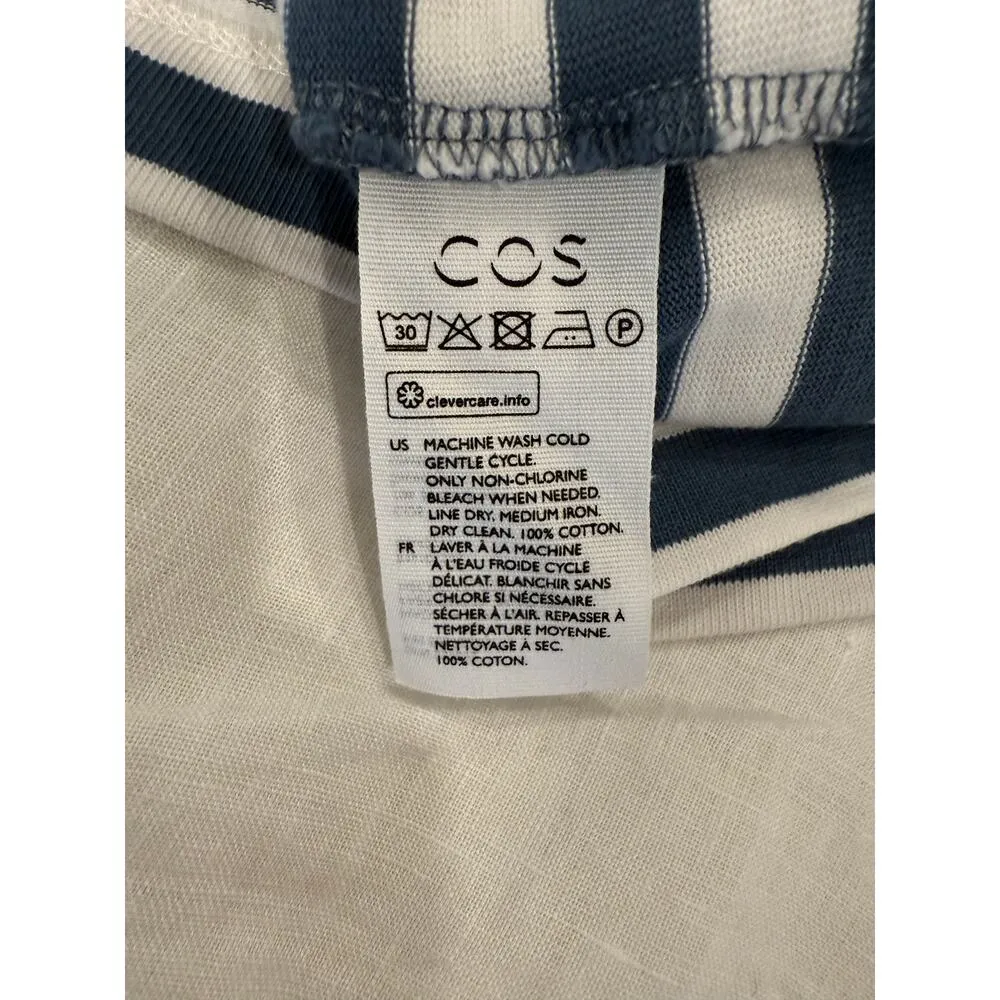 COS
30
P
clevercare.info
US MACHINE WASH COLD
GENTLE CYCLE.
ONLY NON-CHLORINE
BLEACH WHEN NEEDED.
LINE DRY, MEDIUM IRON.
DRY CLEAN. 100% COTTON.
FR LAVER À LA MACHINE
À L'EAU FROIDE CYCLE
DÉLICAT. BLANCHIR SANS
CHLORE SI NÉCESSAIRE.
SÉCHER À L'AIR. REPASSER À
TEMPÉRATURE MOYENNE.
NETTOYAGE À SEC.
100% COTON.